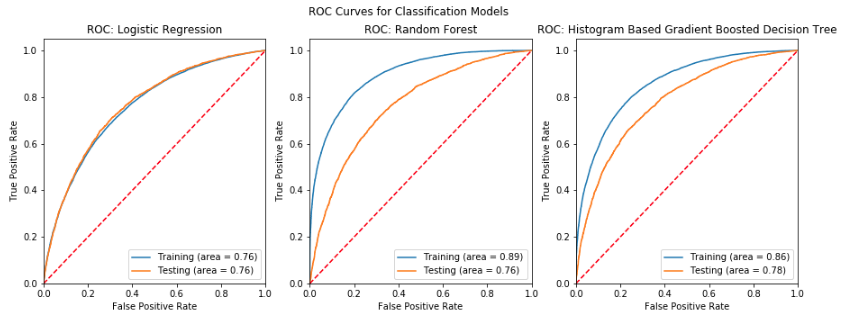 ROC Curves for Classification Models
ROC: Logistic Regression
True Positive Rate
1.0
0.8
0.6
0.4
0.2
0.0
Training (area = 0.76)
Testing (area = 0.76)
0.0 0.2 0.4 0.6 0.8 1.0
False Positive Rate
ROC: Random Forest
True Positive Rate
1.0
0.8
0.6
0.4
0.2
0.0
Training (area = 0.89)
Testing (area = 0.76)
0.0 0.2 0.4 0.6 0.8 1.0
False Positive Rate
ROC: Histogram Based Gradient Boosted Decision Tree
True Positive Rate
1.0
0.8
0.6
0.4
0.2
0.0
Training (area = 0.86)
Testing (area = 0.78)
0.0 0.2 0.4 0.6 0.8 1.0
False Positive Rate